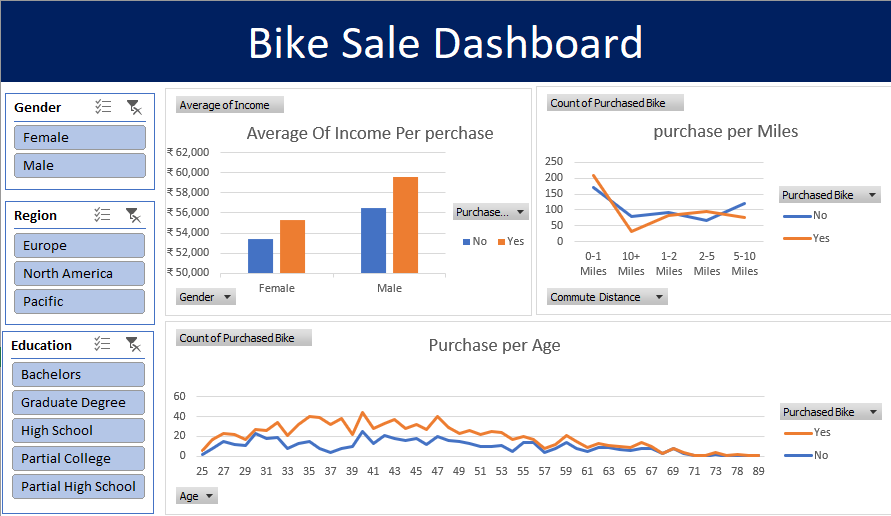 Bike Sale Dashboard
Gender
Female
Male
Region
Europe
North America
Pacific
Education
Bachelors
Graduate Degree
High School
Partial College
Partial High School
Average of Income
Average Of Income Per perchase
₹ 62,000
₹ 60,000
₹ 58,000
₹ 56,000
₹ 54,000
₹ 52,000
₹ 50,000
Female Male
Purchase...
No Yes
Gender
Count of Purchased Bike
purchase per Miles
250
200
150
100
50
0
0-1 10+ 1-2 2-5 5-10
Miles Miles Miles Miles Miles
Purchased Bike
No
Yes
Commute Distance
Count of Purchased Bike
Purchase per Age
60
40
20
0
25 27 29 31 33 35 37 39 41 43 45 47 49 51 53 55 57 59 61 63 65 67 69 71 73 78 89
Purchased Bike
Yes
No
Age